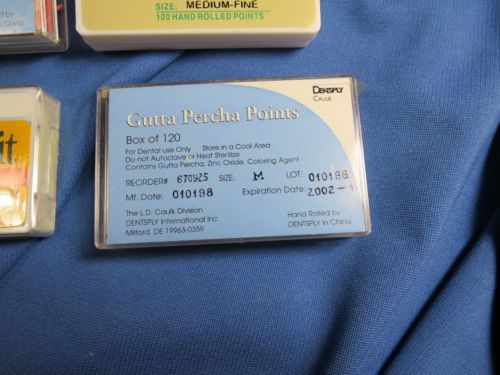 SIZE: MEDIUM-FINE
100 HAND ROLLED POINTS
d by
n China
it
DENTSPLY
CAULK
Gutta Percha Points
Box of 120
For Dental use Only Store in a Cool Area
Do not Autoclave or Heat Sterilize
Contains Gutta Percha, Zinc Oxide, Coloring Agent
REORDER# 670925 SIZE: M LOT: 010198
Mf. Date: 010198 Expiration Date: 2002-1
The L.D. Caulk Division
DENTSPLY International Inc
Milford, DE 19963-0359
Hand Rolled by
DENTSPLY in China